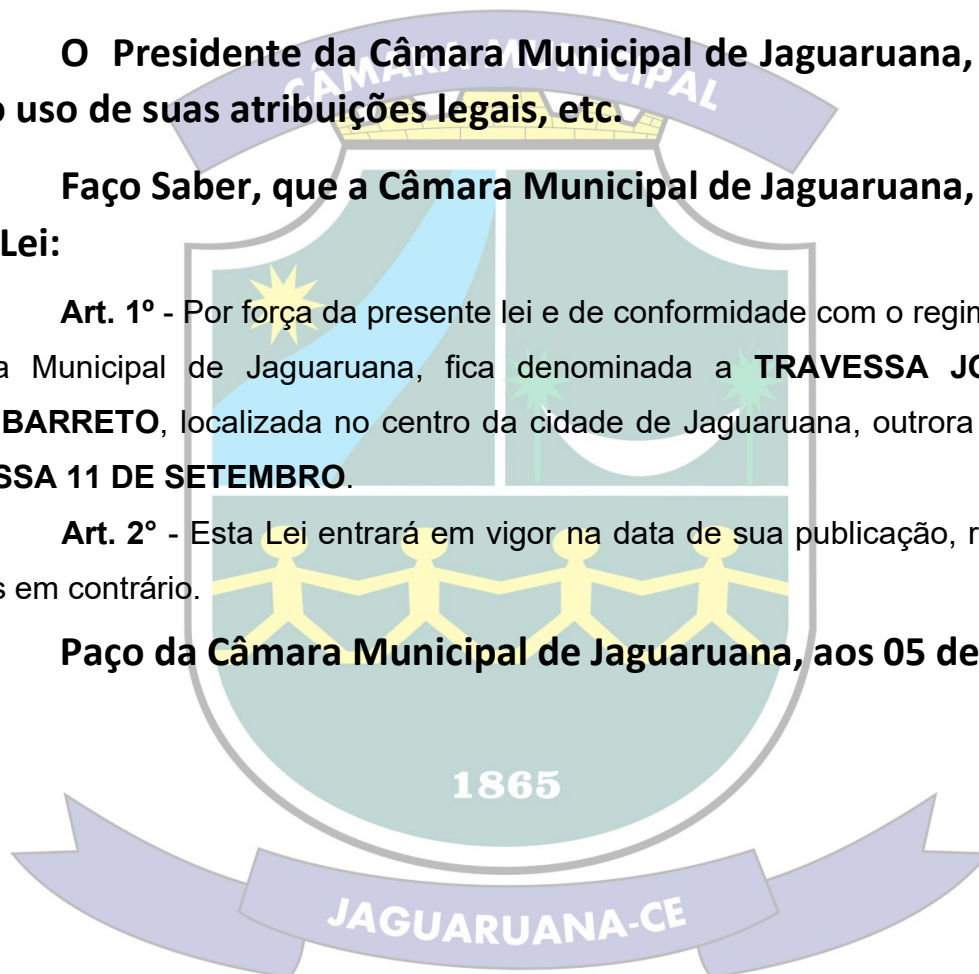 CÂMARA MUNICIPAL
O Presidente da Câmara Municipal de Jaguaruana,
uso de suas atribuições legais, etc.
Faço Saber, que a Câmara Municipal de Jaguaruana,
Lei:
Art. 1º - Por força da presente lei e de conformidade com o
Municipal de Jaguaruana, fica denominada a TRAVESSA
BARRETO, localizada no centro da cidade de Jaguaruana, outrora
11 DE SETEMBRO.
Art. 2° - Esta Lei entrará em vigor na data de sua publicação,
em contrário.
Paço da Câmara Municipal de Jaguaruana, aos 05 de
1865
JAGUARUANA-CE